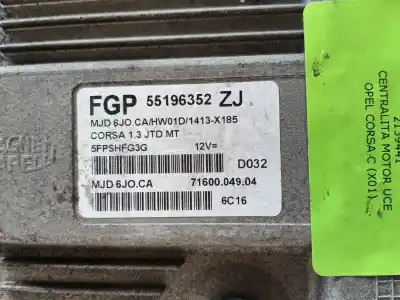 FGP 55196352 ZJ
MJD 6JO.CA/HW01D/1413-X185
CORSA 1.3 JTD MT
5FPSHFG3G 12V=
D032
MJD 6JO.CA 71600.049.04
6C16
2139441
CENTRALITA MOTOR UCE
OPEL CORSA C (X01)